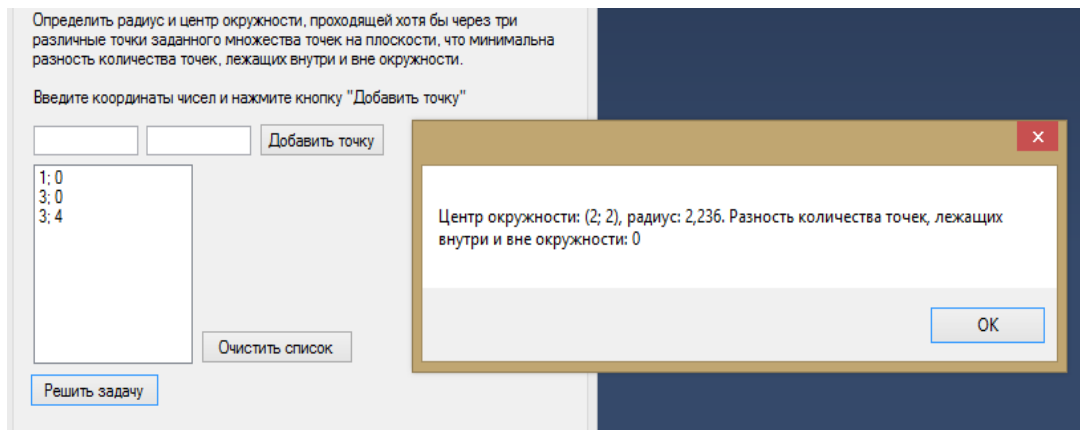 Определить радиус и центр окружности, проходящей хотя бы через три
различные точки заданного множества точек на плоскости, что минимальна
разность количества точек, лежащих внутри и вне окружности.
Введите координаты чисел и нажмите кнопку "Добавить точку"
Добавить точку
1; 0
3; 0
3; 4
Центр окружности: (2; 2), радиус: 2,236. Разность количества точек, лежащих
внутри и вне окружности: 0
OK
Очистить список
Решить задачу